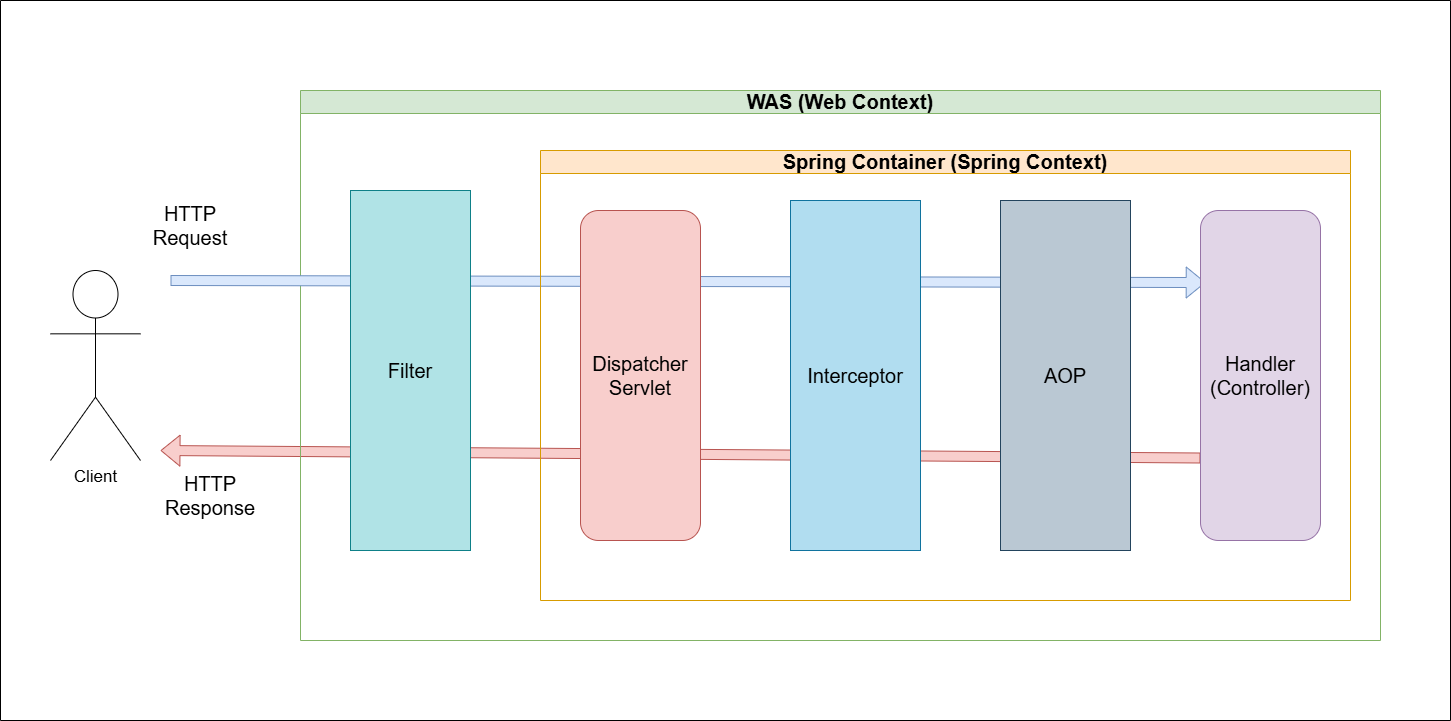 WAS (Web Context)
Spring Container (Spring Context)
HTTP
Request
Filter
Dispatcher
Servlet
Interceptor
AOP
Handler
(Controller)
Client
HTTP
Response